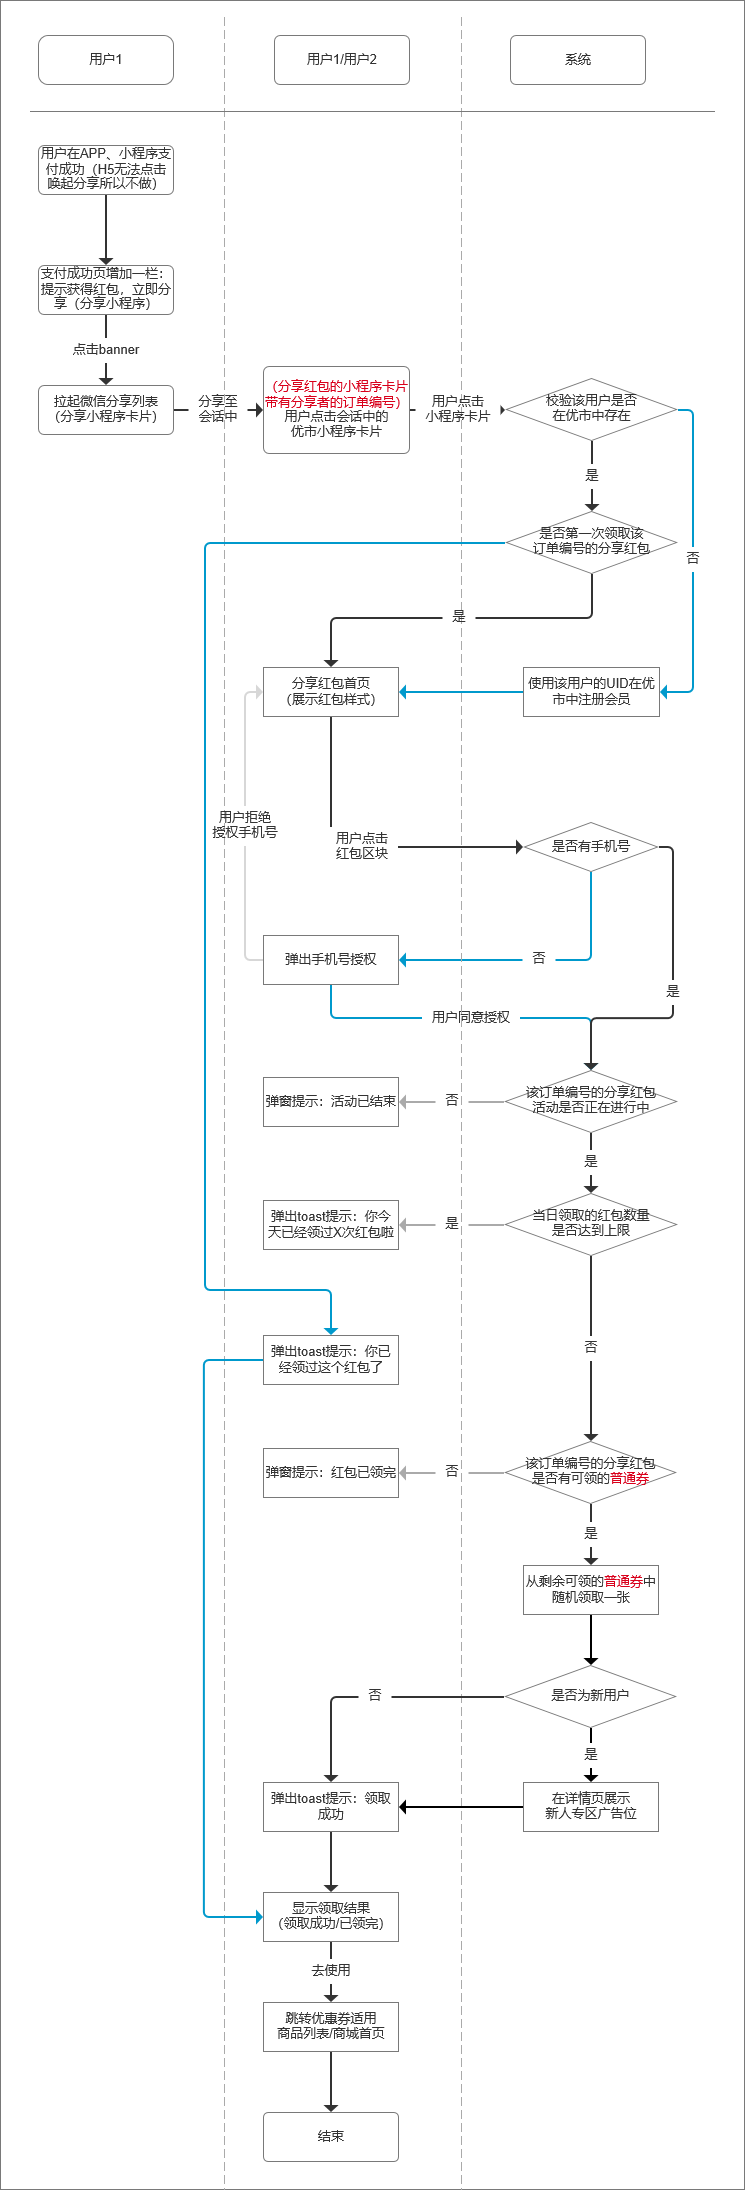 用户1
用户1/用户2
系统
用户在APP、小程序支
付成功（H5无法点击
唤起分享所以不做）
支付成功页增加一栏：
提示获得红包，立即分
享（分享小程序）
点击banner
拉起微信分享列表
（分享小程序卡片）
分享至
会话中
（分享红包的小程序卡片
带有分享者的订单编号）
用户点击会话中的
优市小程序卡片
用户点击
小程序卡片
校验该用户是否
在优市中存在
是
否
是否第一次领取该
订单编号的分享红包
是
分享红包首页
（展示红包样式）
使用该用户的UID在优
市中注册会员
用户拒绝
授权手机号
用户点击
红包区块
是否有手机号
弹出手机号授权
否
是
用户同意授权
弹窗提示：活动已结束
否
该订单编号的分享红包
活动是否正在进行中
是
弹出toast提示：你今
天已经领过X次红包啦
是
当日领取的红包数量
是否达到上限
否
弹出toast提示：你已
经领过这个红包了
弹窗提示：红包已领完
否
该订单编号的分享红包
是否有可领的普通券
是
从剩余可领的普通券中
随机领取一张
否
是否为新用户
是
弹出toast提示：领取
成功
在详情页展示
新人专区广告位
显示领取结果
（领取成功/已领完）
去使用
跳转优惠券适用
商品列表/商城首页
结束